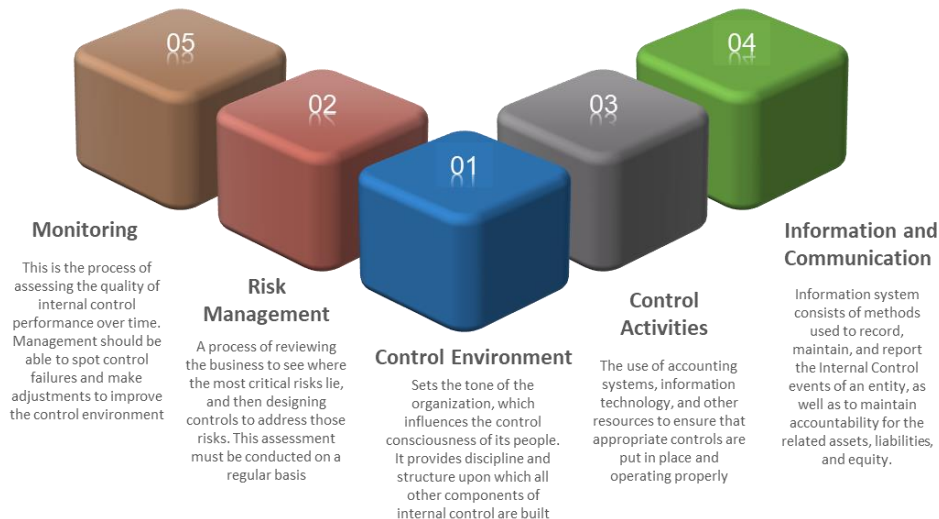 05
Monitoring
This is the process of
assessing the quality of
internal control
performance over time.
Management should be
able to spot control
failures and make
adjustments to improve
the control environment
02
Risk
Management
A process of reviewing
the business to see where
the most critical risks lie,
and then designing
controls to address those
risks. This assessment
must be conducted on a
regular basis
01
Control Environment
Sets the tone of the
organization, which
influences the control
consciousness of its people.
It provides discipline and
structure upon which all
other components of
internal control are built
03
Control
Activities
The use of accounting
systems, information
technology, and other
resources to ensure that
appropriate controls are
put in place and
operating properly
04
Information and
Communication
Information system
consists of methods
used to record,
maintain, and report
the Internal Control
events of an entity, as
well as to maintain
accountability for the
related assets, liabilities,
and equity.